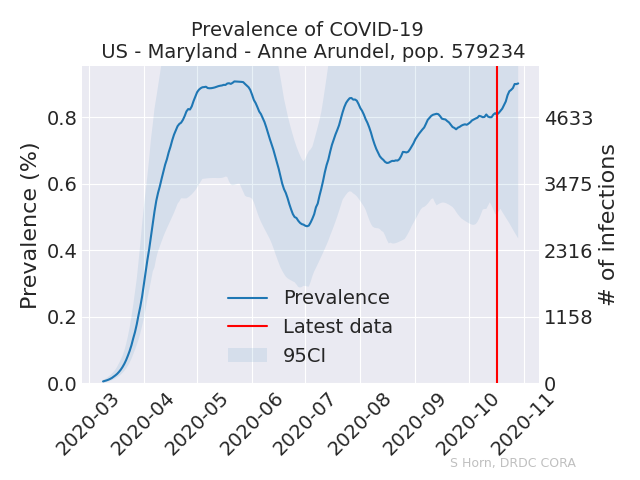 Prevalence of COVID-19
US - Maryland - Anne Arundel, pop. 579234
Prevalence (%)
0.8
0.6
0.4
0.2
0.0
4633
3475
2316
1158
0
# of infections
Prevalence
Latest data
95CI
2020-03
2020-04
2020-05
2020-06
2020-07
2020-08
2020-09
2020-10
2020-11
S Horn, DRDC CORA